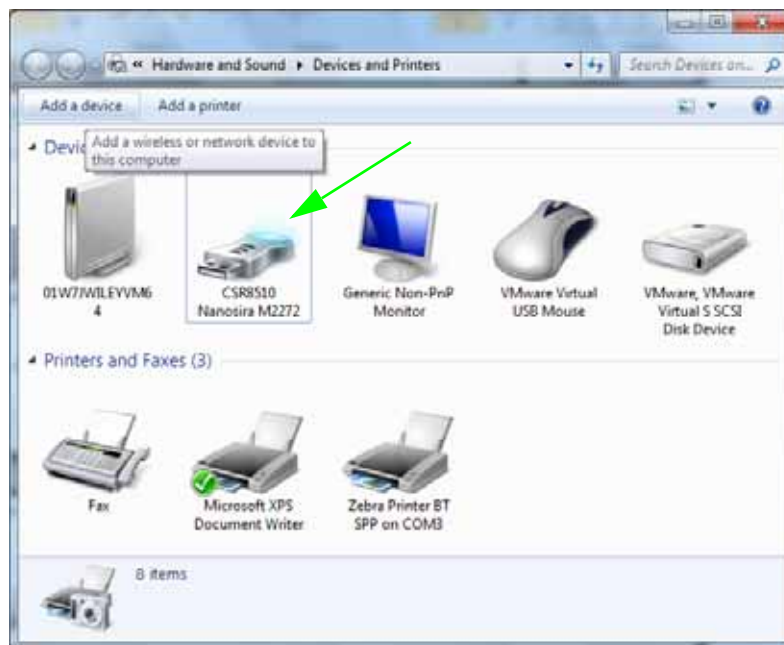 « Hardware and Sound ▸ Devices and Printers
Search Devices an...
Add a device Add a printer
Add a wireless or network device to
this computer
Devic
01W7JWILEYVM6
4
CSR8510
Nanosira M2272
Generic Non-PnP
Monitor
VMware Virtual
USB Mouse
VMware, VMware
Virtual S SCSI
Disk Device
Printers and Faxes (3)
Fax
Microsoft XPS
Document Writer
Zebra Printer BT
SPP on COM3
8 items